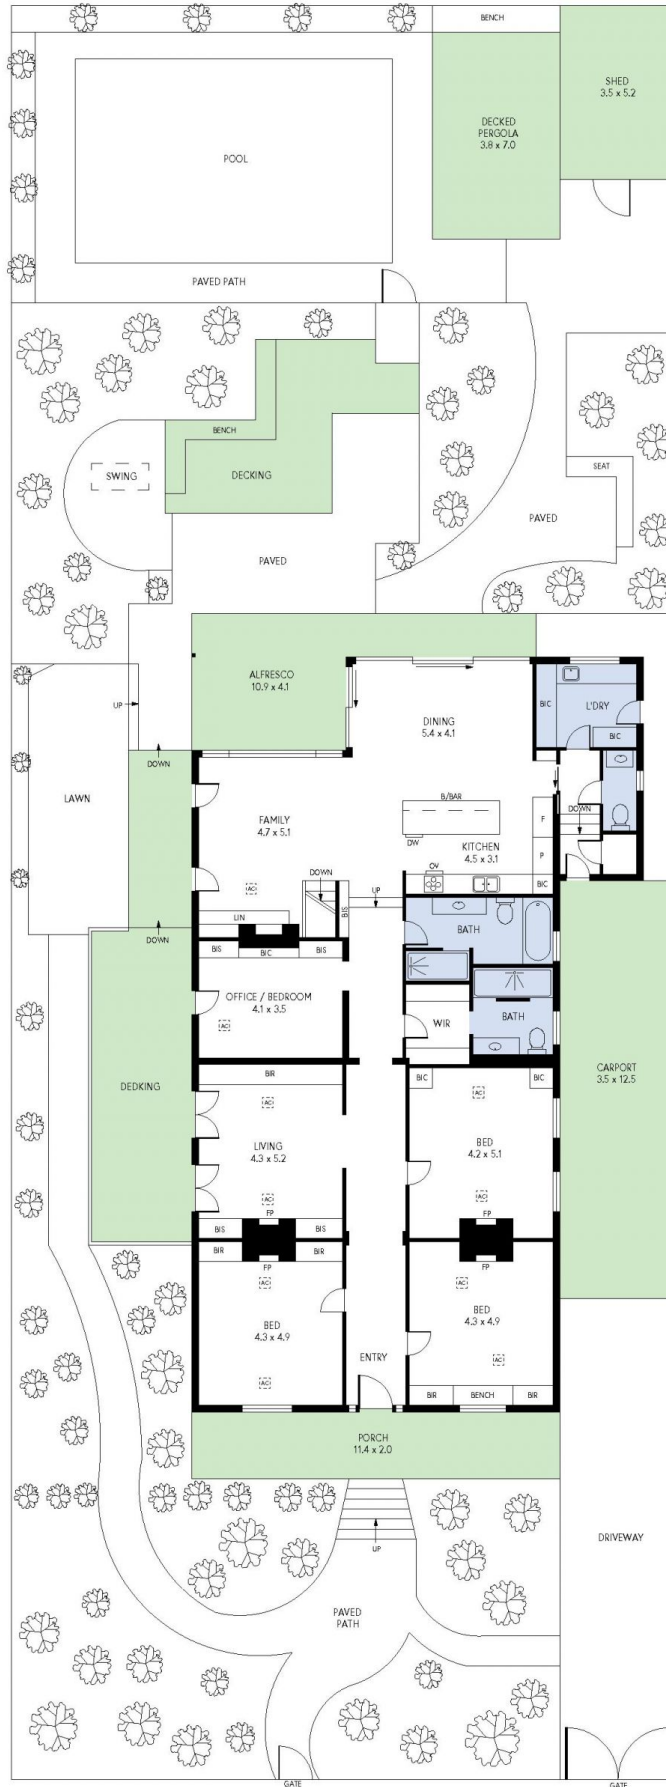 BENCH
SHED
3.5 x 5.2
DECKED
PERGOLA
3.8 x 7.0
POOL
PAVED PATH
BENCH
SWING
DECKING
SEAT
PAVED
PAVED
ALFRESCO
10.9 x 4.1
UP
DOWN
DINING
5.4 x 4.1
BIC
L'DRY
BIC
LAWN
FAMILY
4.7 x 5.1
B/BAR
DW
KITCHEN
4.5 x 3.1
F
P
OV
BIC
DOWN
AC
DOWN
LIN
BIS
UP
DOWN
BIS
BIC
BIS
BATH
OFFICE / BEDROOM
4.1 x 3.5
AC
WIR
BATH
DEDKING
CARPORT
3.5 x 12.5
BIR
AC
LIVING
4.3 x 5.2
AC
FP
BIS
BIS
BIC
BIC
AC
BED
4.2 x 5.1
AC
FP
BIR
BIR
FP
AC
BED
4.3 x 4.9
AC
ENTRY
FP
AC
BED
4.3 x 4.9
AC
BIR
BENCH
BIR
PORCH
11.4 x 2.0
UP
DRIVEWAY
PAVED
PATH
GATE
GATE